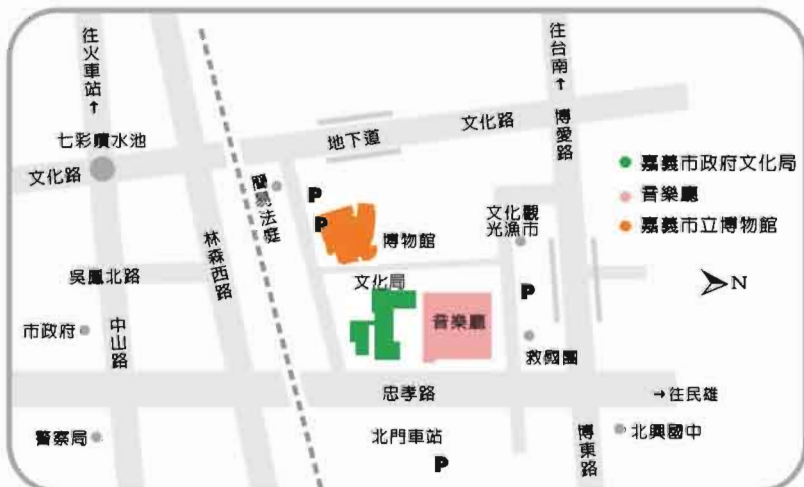 往火車站↑
往台南↑
七彩噴水池
文化路
地下道
文化路
博愛路
簡易法庭
P
P
博物館
文化觀
光漁市
嘉義市政府文化局
音樂廳
嘉義市立博物館
林森西路
吳鳳北路
文化局
音樂廳
P
N
市政府
中山路
救國團
忠孝路
→往民雄
警察局
北門車站
P
博東路
北興國中